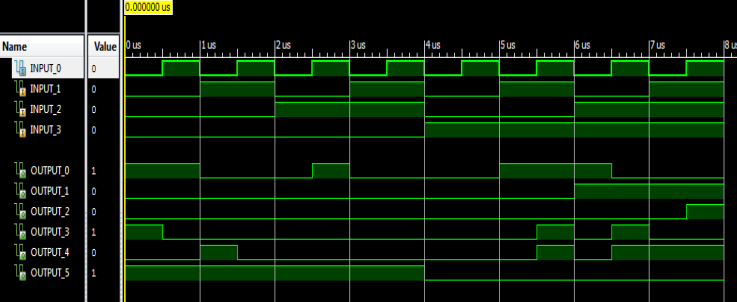 0.000000 us
Name Value
0 us 1 us 2 us 3 us 4 us 5 us 6 us 7 us 8 us
INPUT_0 0
INPUT_1 0
INPUT_2 0
INPUT_3 0
OUTPUT_0 1
OUTPUT_1 0
OUTPUT_2 0
OUTPUT_3 1
OUTPUT_4 0
OUTPUT_5 1